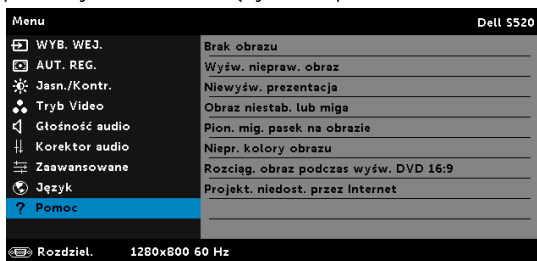 Menu
Dell S520
WYB. WEJ.
AUT. REG.
Jasn./Kontr.
Tryb Video
Głośność audio
Korektor audio
Zaawansowane
Język
? Pomoc
Brak obrazu
Wyśw. niepraw. obraz
Niewyśw. prezentacja
Obraz niestab. lub miga
Pion. mig. pasek na obrazie
Niepr. kolory obrazu
Rozciąg. obraz podczas wyśw. DVD 16:9
Projekt. niedost. przez Internet
Rozdziel. 1280x800 60 Hz